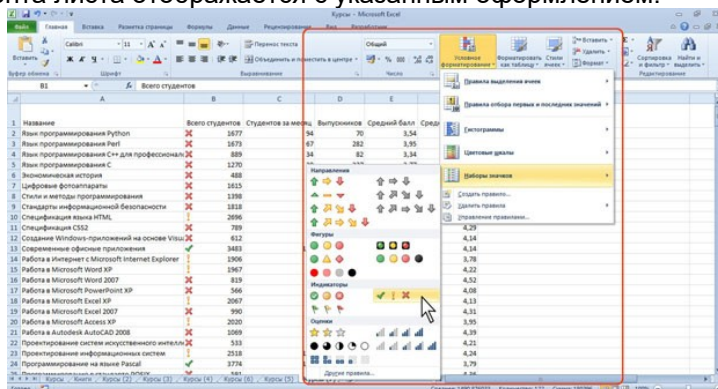 ента листа отображается с указанным оформлением.
Курсы - Microsoft Excel
Файл Главная Вставка Разметка страницы Формулы Данные Рецензирование Вид Разработчик
Вставить
Calibri 11
Ж К Ч
Перенос текста
Объединить и поместить в центре
Общий
Условное форматирование
Форматировать как таблицу
Стили ячеек
Вставить
Удалить
Формат
Сортировка и фильтр
Найти и выделить
Буфер обмена Шрифт Выравнивание Число Редактирование
B1 fx Всего студентов
A B C D E
1 Название Всего студентов Студентов за месяц Выпускников Средний балл
2 Язык программирования Python 1677 94 70 3,54
3 Язык программирования Perl 1673 67 282 3,95
4 Язык программирования C++ для профессионал 889 34 82 3,34
5 Язык программирования C 1270
6 Экономическая история 488
7 Цифровые фотоаппараты 1615
8 Стили и методы программирования 1398
9 Стандарты информационной безопасности 1818
10 Спецификация языка HTML 2696
11 Спецификация CSS2 789 4,29
12 Создание Windows-приложений на основе Visu 612 4,14
13 Современные офисные приложения 3483 4,14
14 Работа в Интернет с Microsoft Internet Explorer 1906 3,78
15 Работа в Microsoft Word XP 1967 4,22
16 Работа в Microsoft Word 2007 819 4,52
17 Работа в Microsoft PowerPoint XP 566 4,08
18 Работа в Microsoft Excel XP 2067 4,13
19 Работа в Microsoft Excel 2007 990 4,31
20 Работа в Microsoft Access XP 2020 3,95
21 Работа в Autodesk AutoCAD 2008 1069 4,39
22 Проектирование систем искусственного интелл 533 4,21
23 Проектирование информационных систем 2518 4,24
24 Программирование на языке Pascal 3774 3,79
Правила выделения ячеек
Правила отбора первых и последних значений
Гистограммы
Цветовые шкалы
Наборы значков
Создать правило...
Удалить правила
Управление правилами...
Направления
Фигуры
Индикаторы
Оценки
Другие правила...
Курсы Книги Курсы (2) Курсы (3) Курсы (4) Курсы (6) Курсы (5)